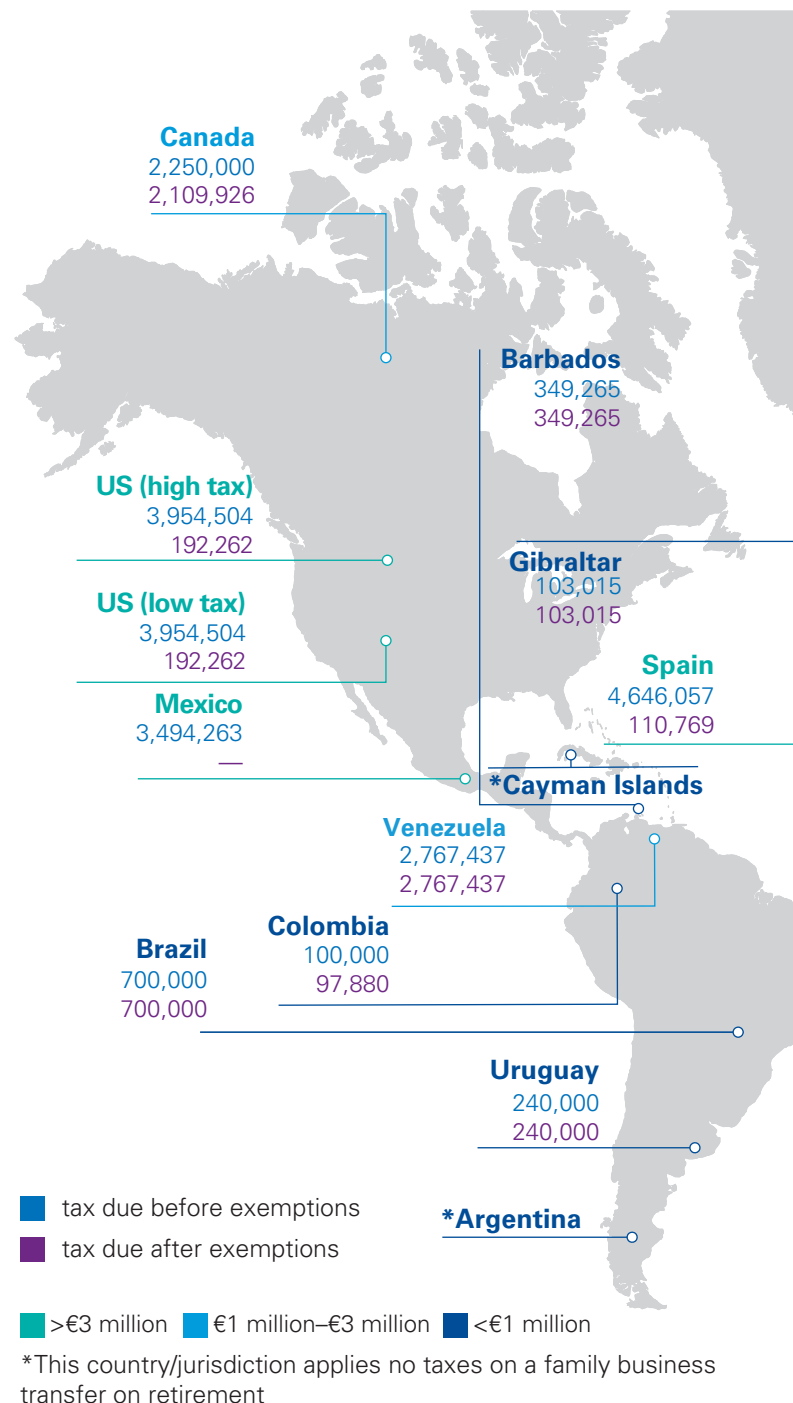 Canada
2,250,000
2,109,926
Barbados
349,265
349,265
US (high tax)
3,954,504
192,262
Gibraltar
103,015
103,015
US (low tax)
3,954,504
192,262
Spain
4,646,057
110,769
Mexico
3,494,263
—
*Cayman Islands
Venezuela
2,767,437
2,767,437
Colombia
100,000
97,880
Brazil
700,000
700,000
Uruguay
240,000
240,000
*Argentina
tax due before exemptions
tax due after exemptions
>€3 million €1 million–€3 million <€1 million
*This country/jurisdiction applies no taxes on a family business
transfer on retirement